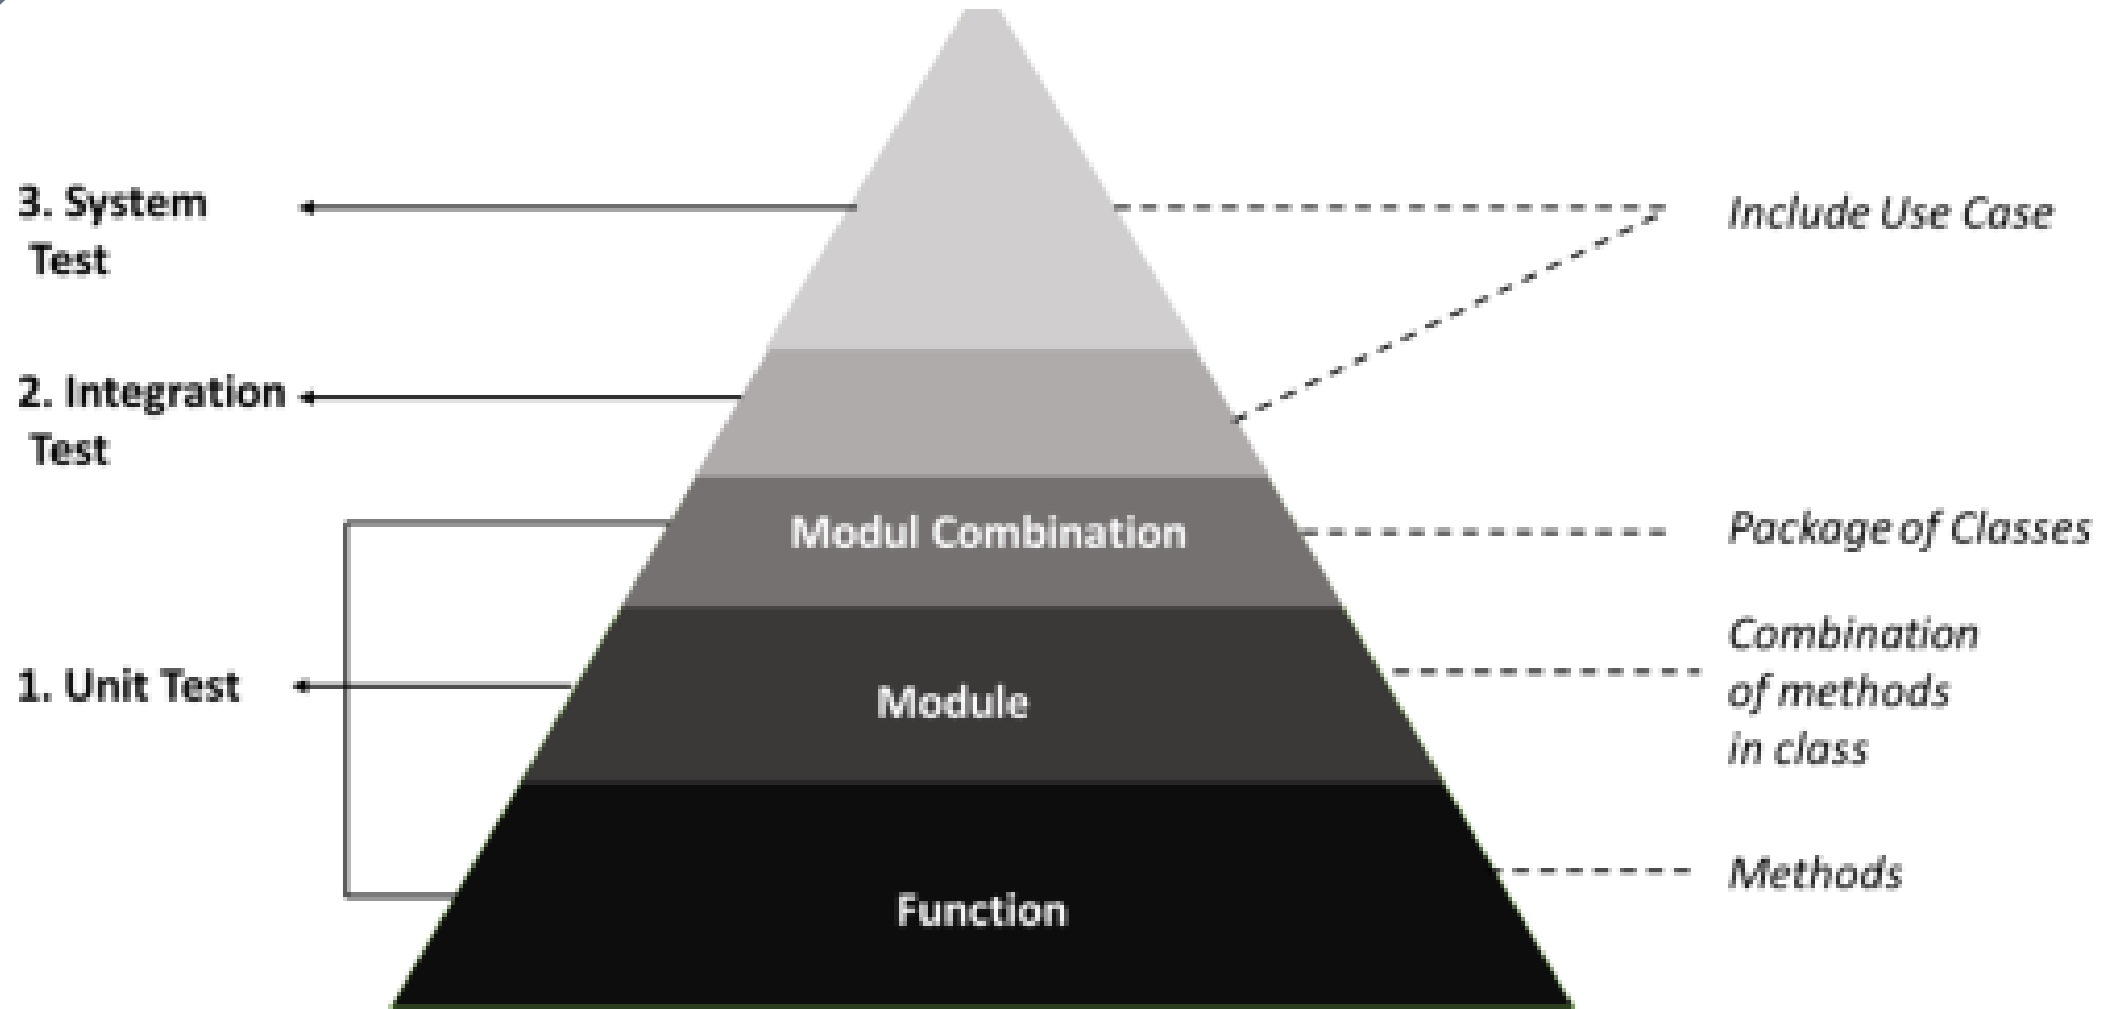 3. System
Test
Include Use Case
2. Integration
Test
Modul Combination
Package of Classes
1. Unit Test
Module
Combination
of methods
in class
Function
Methods